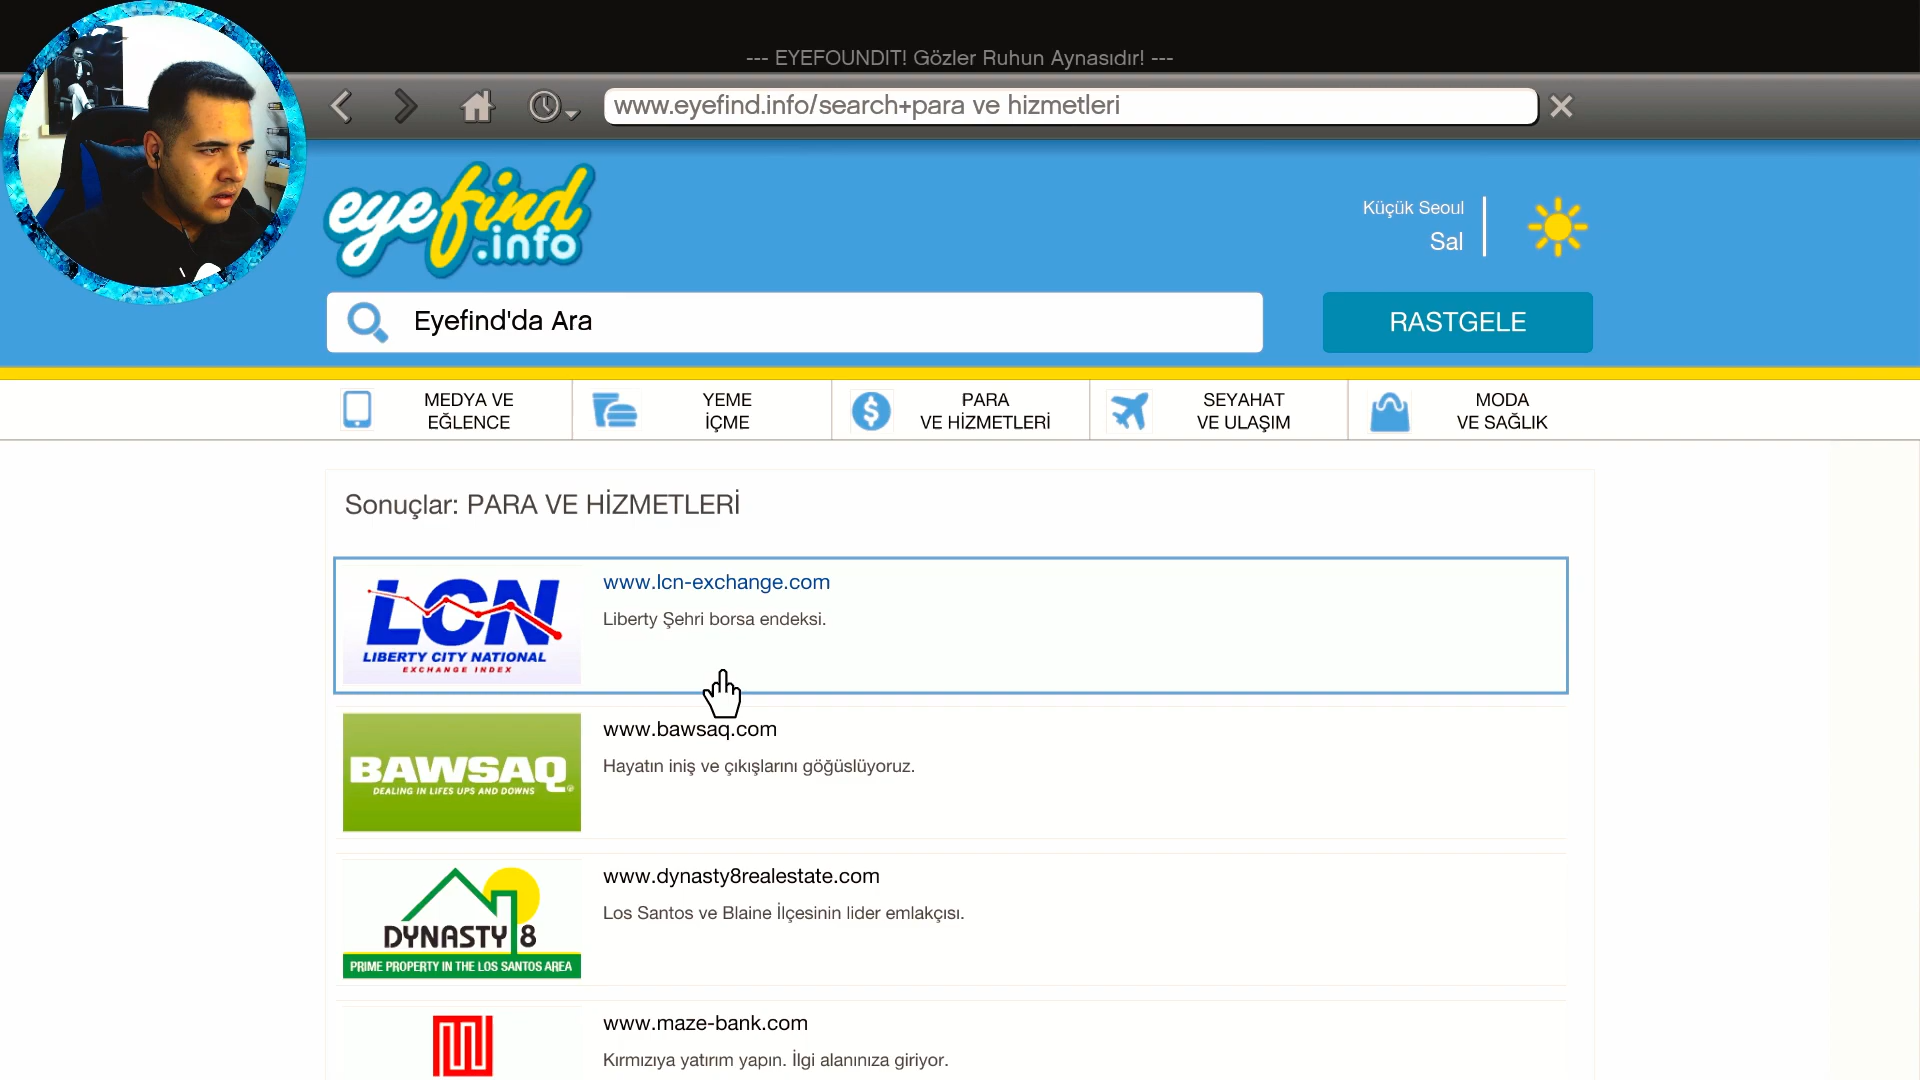 --- EYEFOUNDIT! Gözler Ruhun Aynasıdır! ---
www.eyefind.info/search+para ve hizmetleri
eyefind
.info
Küçük Seoul
Sal
Eyefind'da Ara
RASTGELE
MEDYA VE
EĞLENCE
YEME
İÇME
PARA
VE HİZMETLERİ
SEYAHAT
VE ULAŞIM
MODA
VE SAĞLIK
Sonuçlar: PARA VE HİZMETLERİ
LCN
LIBERTY CITY NATIONAL
EXCHANGE INDEX
www.lcn-exchange.com
Liberty Şehri borsa endeksi.
BAWSAQ
DEALING IN LIFES UPS AND DOWNS
www.bawsaq.com
Hayatın iniş ve çıkışlarını göğüslüyoruz.
DYNASTY 8
PRIME PROPERTY IN THE LOS SANTOS AREA
www.dynasty8realestate.com
Los Santos ve Blaine İlçesinin lider emlakçısı.
www.maze-bank.com
Kırmızıya yatırım yapın. İlgi alanınıza giriyor.